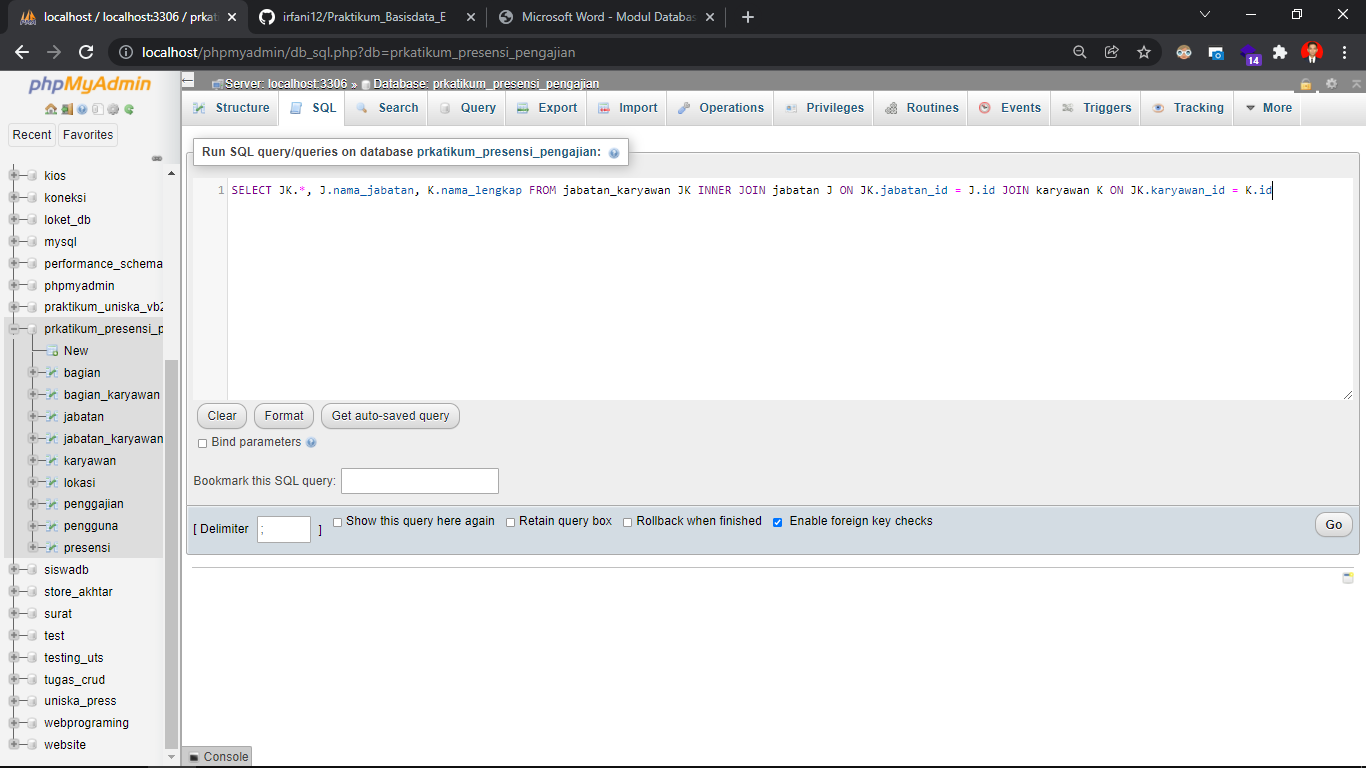 localhost / localhost:3306 / prkati
irfani12/Praktikum_Basisdata_E
Microsoft Word - Modul Databas
localhost/phpmyadmin/db_sql.php?db=prkatikum_presensi_pengajian
14
phpMyAdmin
Recent
Favorites
kios
koneksi
loket_db
mysql
performance_schema
phpmyadmin
praktikum_uniska_vb2
prkatikum_presensi_p
New
bagian
bagian_karyawan
jabatan
jabatan_karyawan
karyawan
lokasi
penggajian
pengguna
presensi
siswadb
store_akhtar
surat
test
testing_uts
tugas_crud
uniska_press
webprograming
website
Server: localhost:3306 » Database: prkatikum_presensi_pengajian
Structure SQL Search Query Export Import Operations Privileges Routines Events Triggers Tracking More
Run SQL query/queries on database prkatikum_presensi_pengajian:
1 SELECT JK.*, J.nama_jabatan, K.nama_lengkap FROM jabatan_karyawan JK INNER JOIN jabatan J ON JK.jabatan_id = J.id JOIN karyawan K ON JK.karyawan_id = K.id
Clear Format Get auto-saved query
Bind parameters
Bookmark this SQL query:
[ Delimiter ; ] Show this query here again Retain query box Rollback when finished Enable foreign key checks
Go
Console